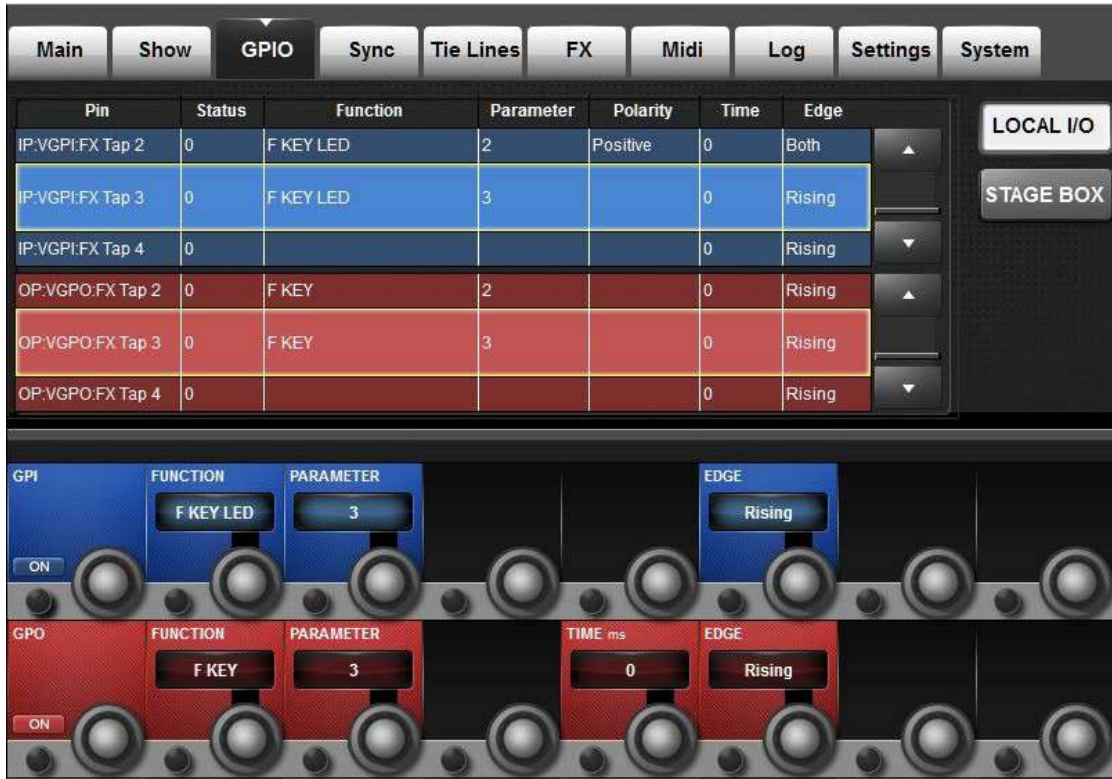 Main Show GPIO Sync Tie Lines FX Midi Log Settings System
Pin Status Function Parameter Polarity Time Edge
LOCAL I/O
IP:VGPI:FX Tap 2 0 F KEY LED 2 Positive 0 Both
IP:VGPI:FX Tap 3 0 F KEY LED 3 0 Rising
STAGE BOX
IP:VGPI:FX Tap 4 0 0 Rising
OP:VGPO:FX Tap 2 0 F KEY 2 0 Rising
OP:VGPO:FX Tap 3 0 F KEY 3 0 Rising
OP:VGPO:FX Tap 4 0 0 Rising
GPI FUNCTION PARAMETER EDGE
F KEY LED 3 Rising
ON
GPO FUNCTION PARAMETER TIME ms EDGE
F KEY 3 0 Rising
ON